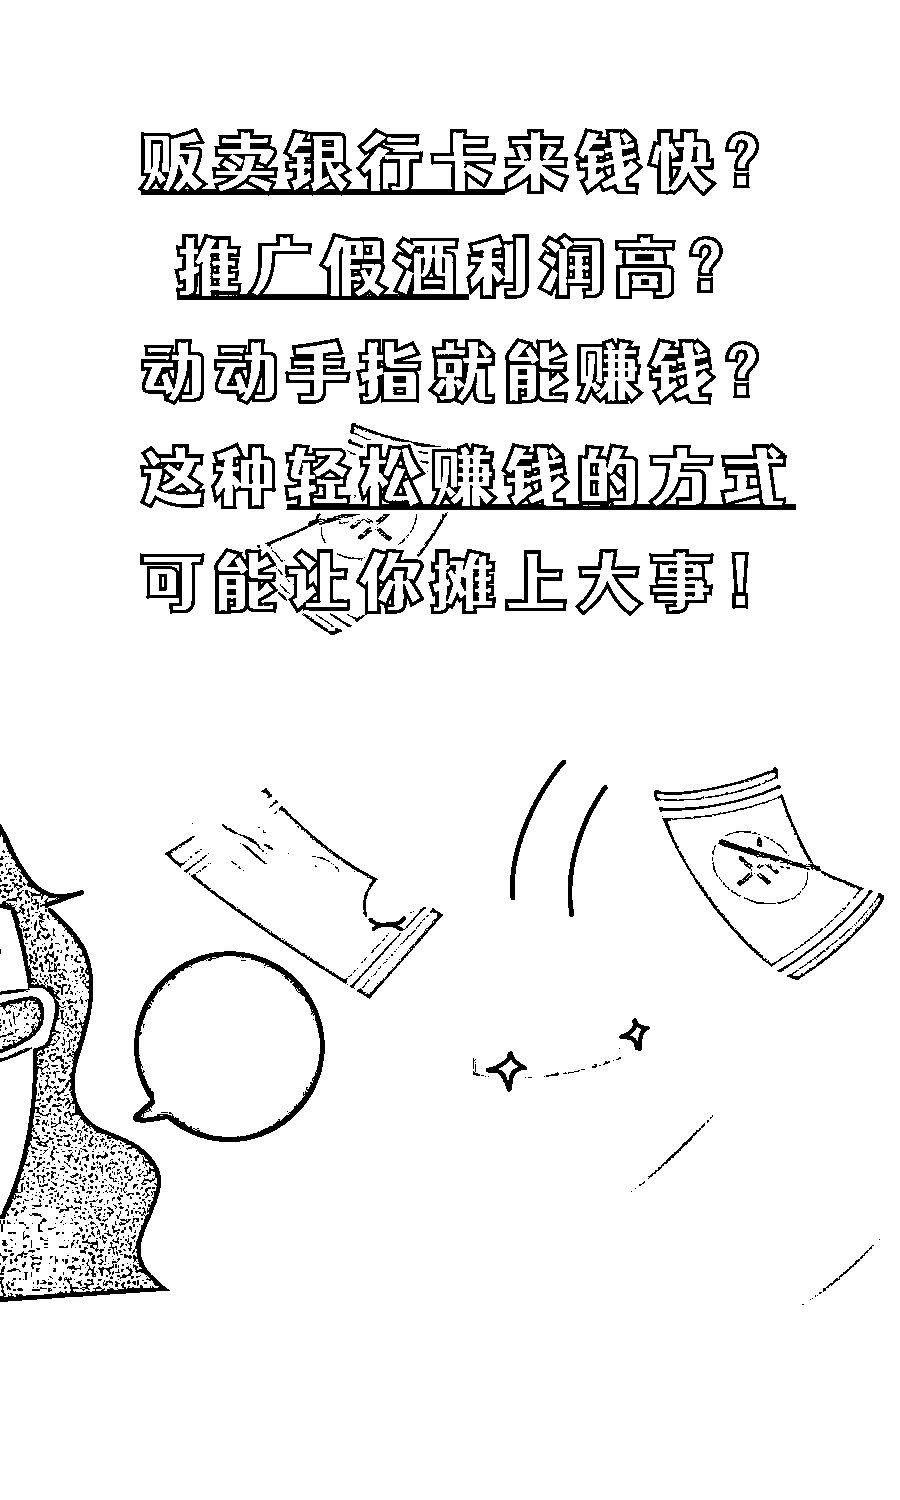 贩卖银行卡来钱快？
推广假酒利润高？
动动手指就能赚钱？
这种轻松赚钱的方式
可能让你摊上大事！